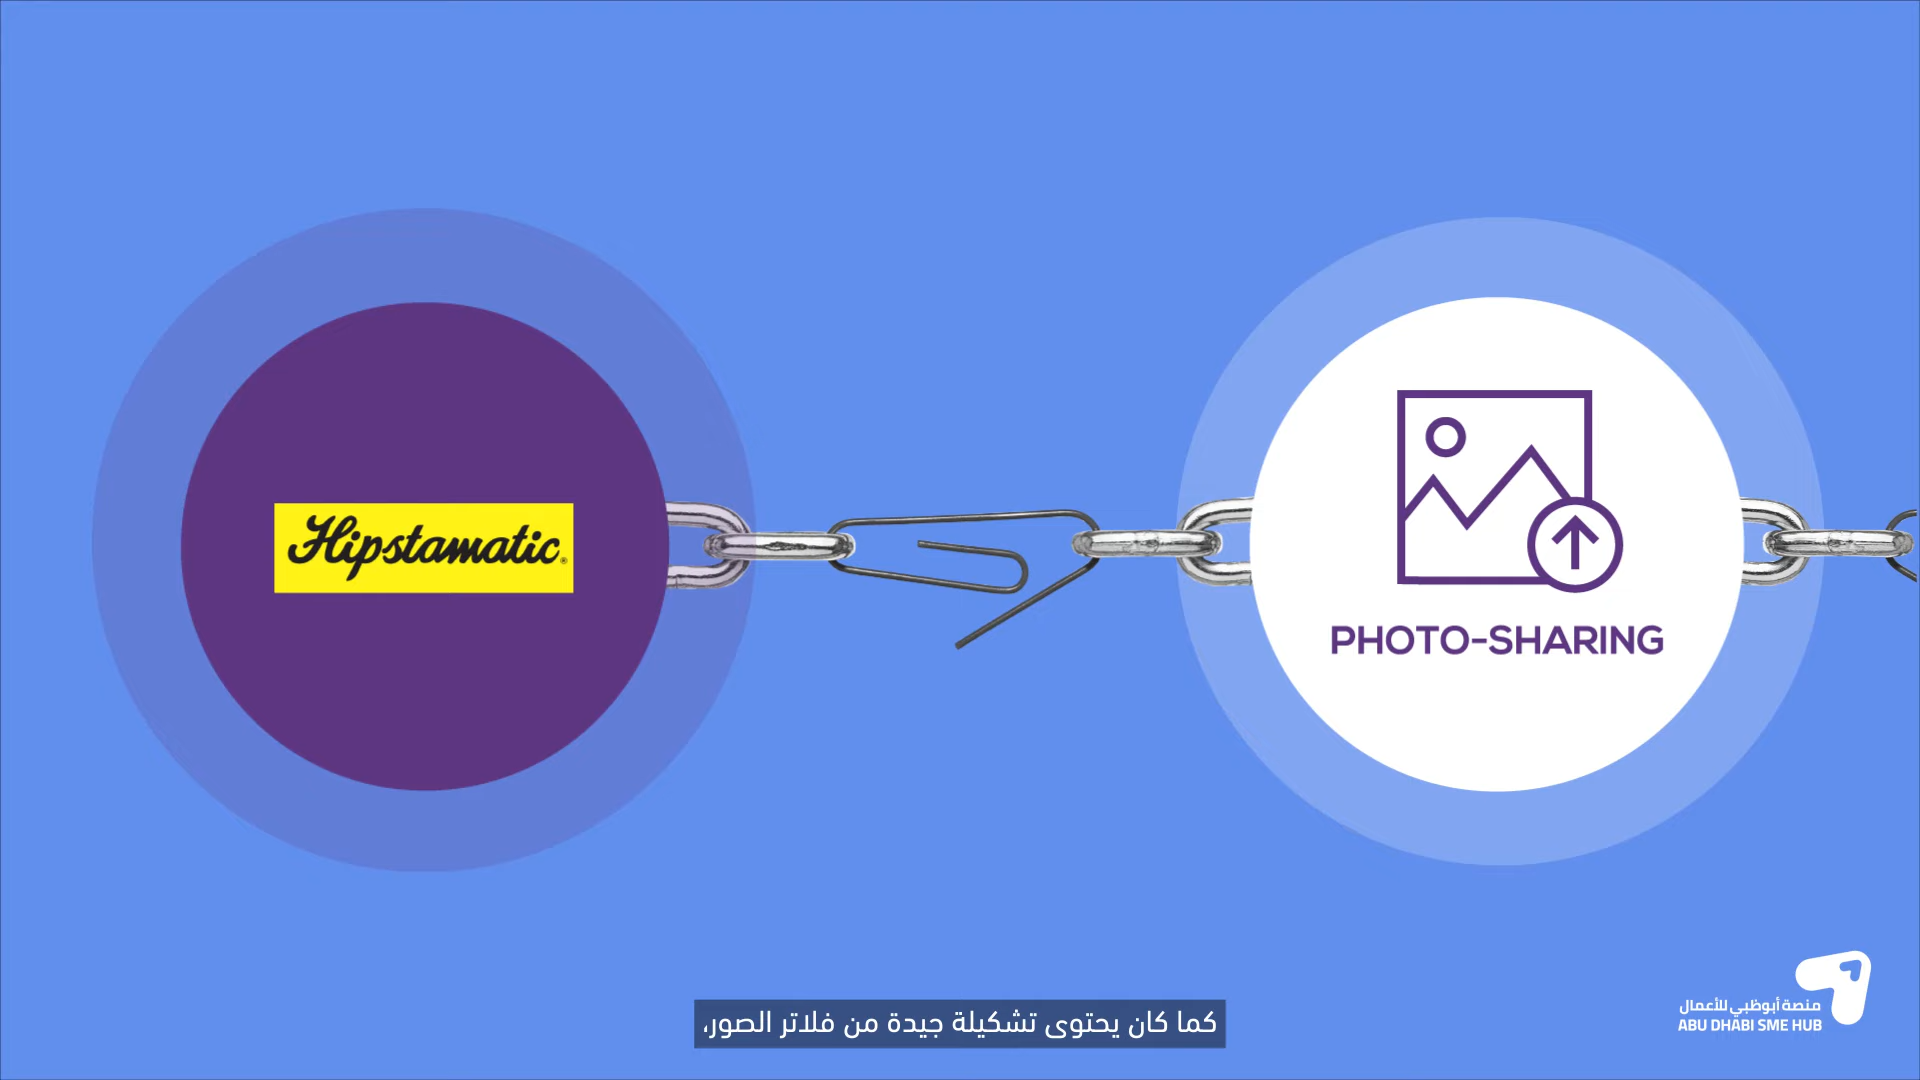 Hipstamatic®
PHOTO-SHARING
كما كان يحتوى تشكيلة جيدة من فلاتر الصور،
منصة أبوظبي للأعمال
ABU DHABI SME HUB